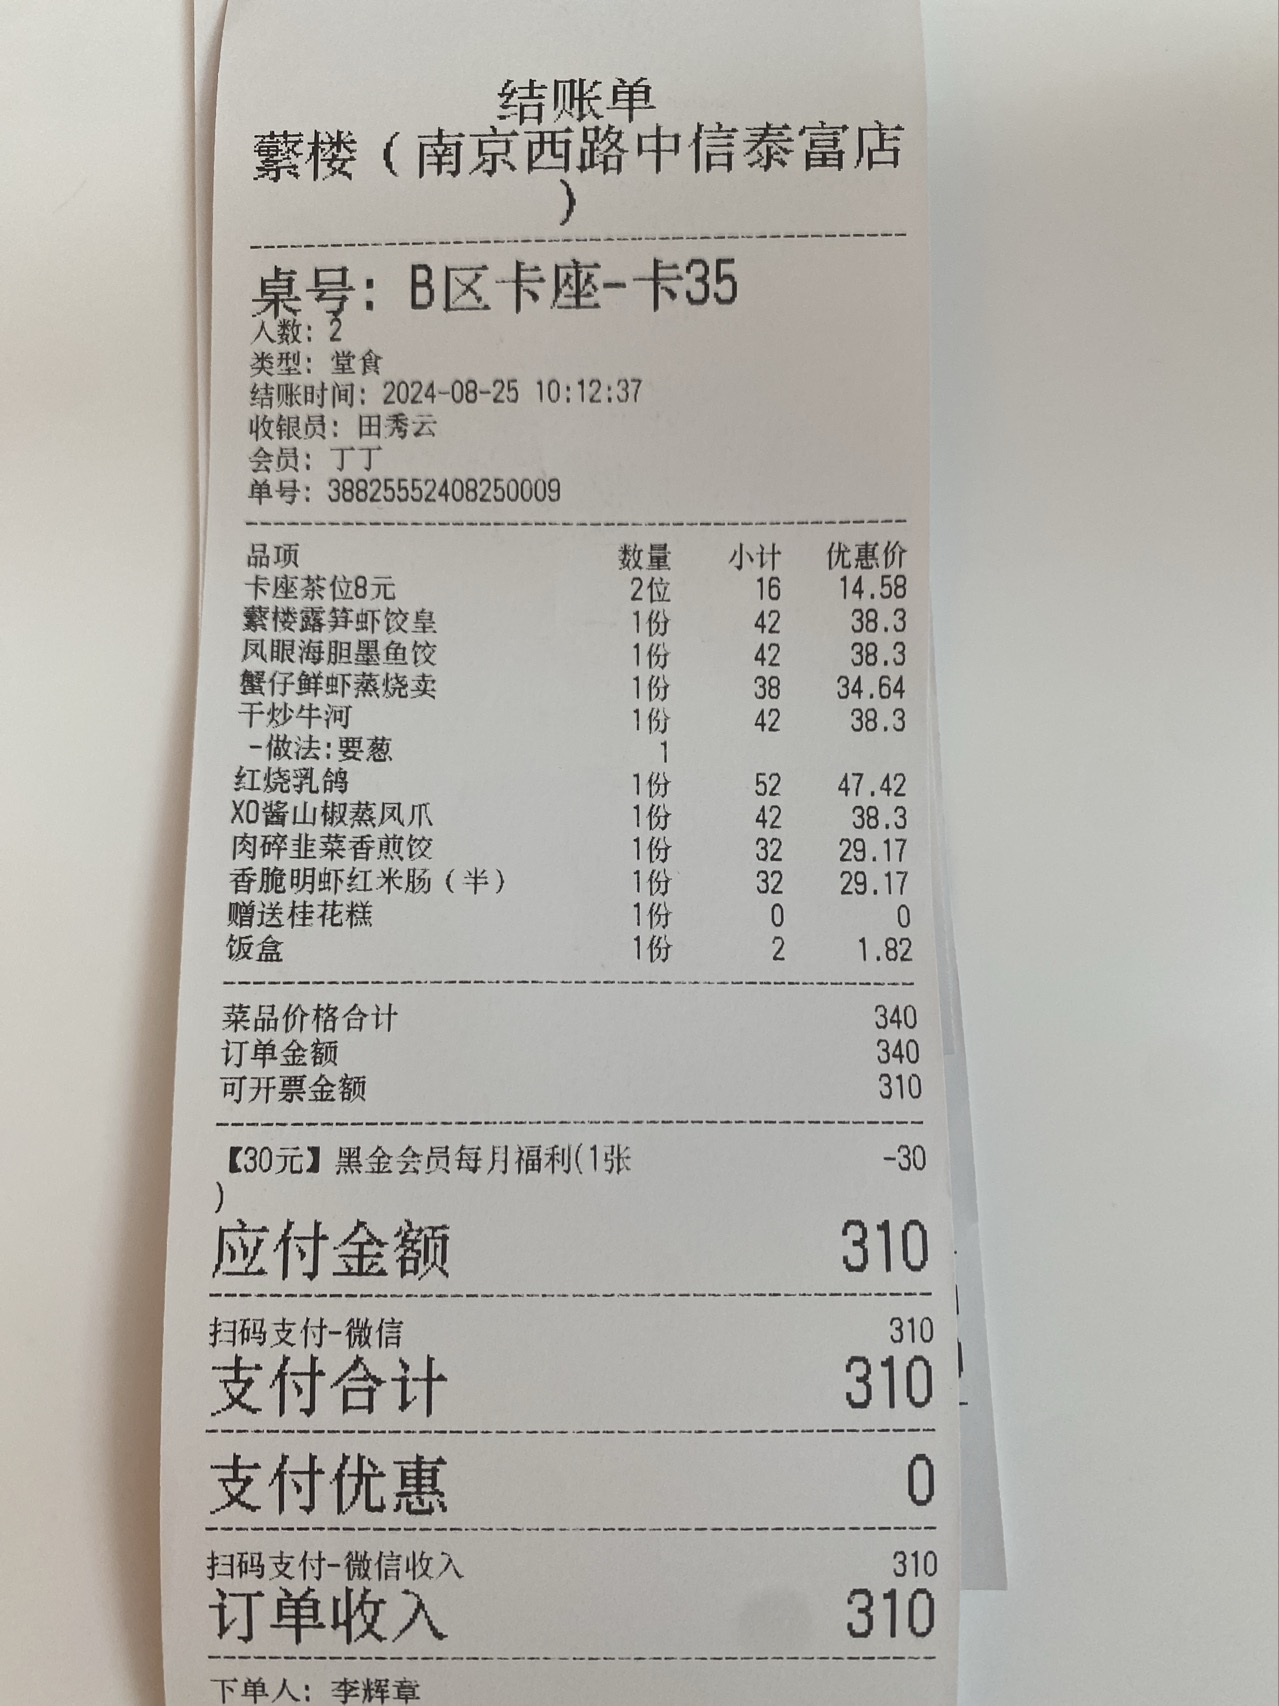 结账单
蘩楼（南京西路中信泰富店
）
桌号：B区卡座-卡35
人数：2
类型：堂食
结账时间：2024-08-25 10:12:37
收银员：田秀云
会员：丁丁
单号：38825552408250009
品项 数量 小计 优惠价
卡座茶位8元 2位 16 14.58
蘩楼露笋虾饺皇 1份 42 38.3
凤眼海胆墨鱼饺 1份 42 38.3
蟹仔鲜虾蒸烧卖 1份 38 34.64
干炒牛河 1份 42 38.3
-做法:要葱 1
红烧乳鸽 1份 52 47.42
XO酱山椒蒸凤爪 1份 42 38.3
肉碎韭菜香煎饺 1份 32 29.17
香脆明虾红米肠（半） 1份 32 29.17
赠送桂花糕 1份 0 0
饭盒 1份 2 1.82
菜品价格合计 340
订单金额 340
可开票金额 310
【30元】黑金会员每月福利(1张 -30
)
应付金额 310
扫码支付-微信 310
支付合计 310
支付优惠 0
扫码支付-微信收入 310
订单收入 310
下单人：李辉章